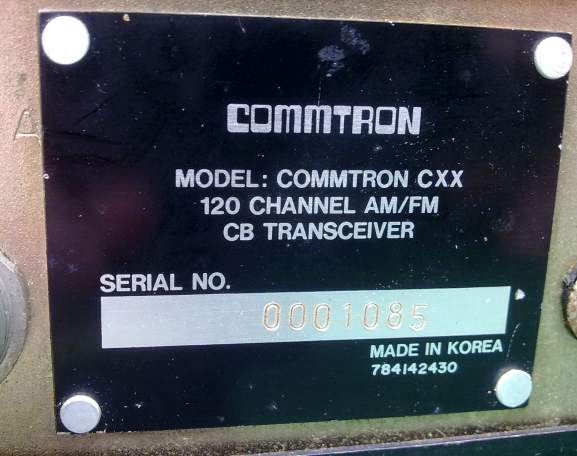 A
COMMTRON
MODEL: COMMTRON CXX
120 CHANNEL AM/FM
CB TRANSCEIVER
SERIAL NO.
0001085
MADE IN KOREA
784142430